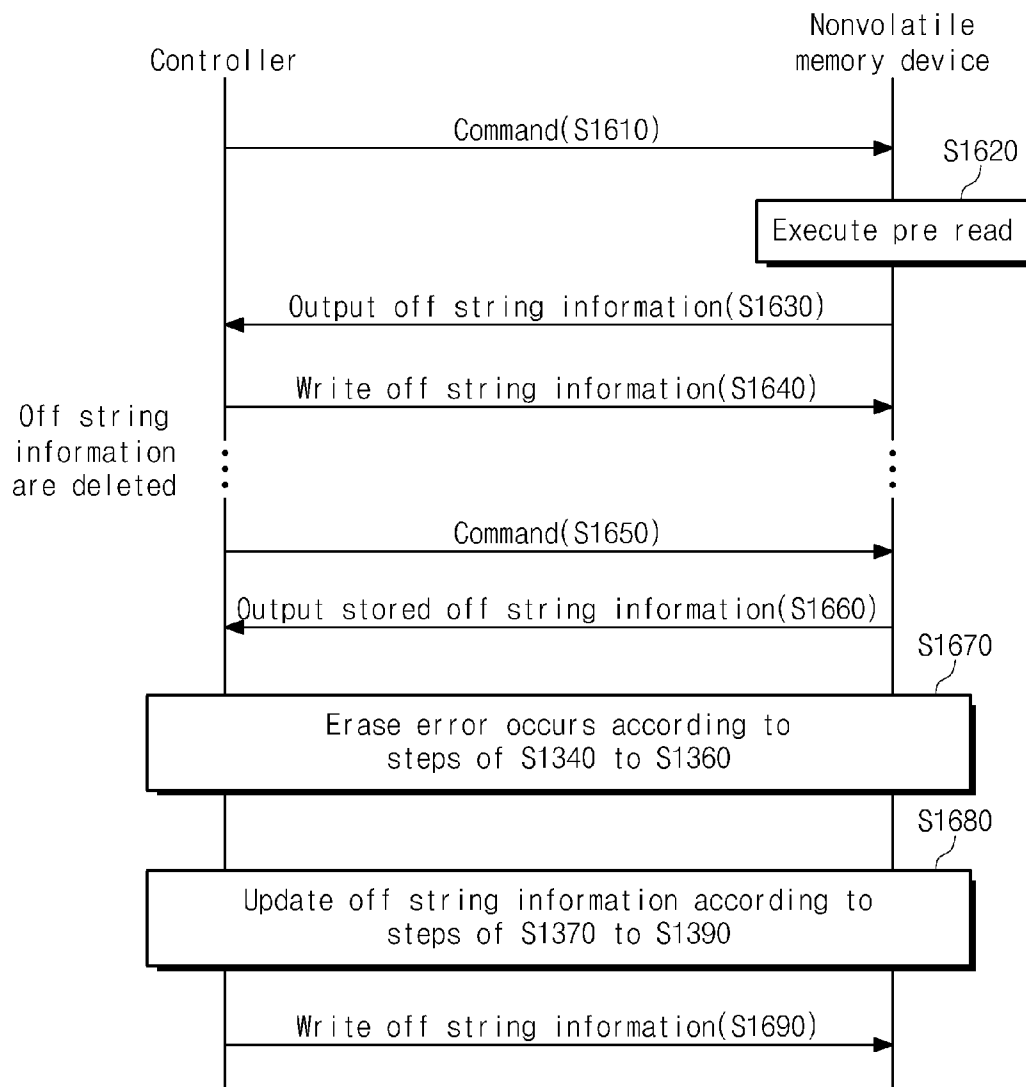 Controller
Nonvolatile
memory device
Command(S1610)
S1620
Execute pre read
Output off string information(S1630)
Write off string information(S1640)
Off string
information
are deleted
Command(S1650)
Output stored off string information(S1660)
S1670
Erase error occurs according to
steps of S1340 to S1360
S1680
Update off string information according to
steps of S1370 to S1390
Write off string information(S1690)